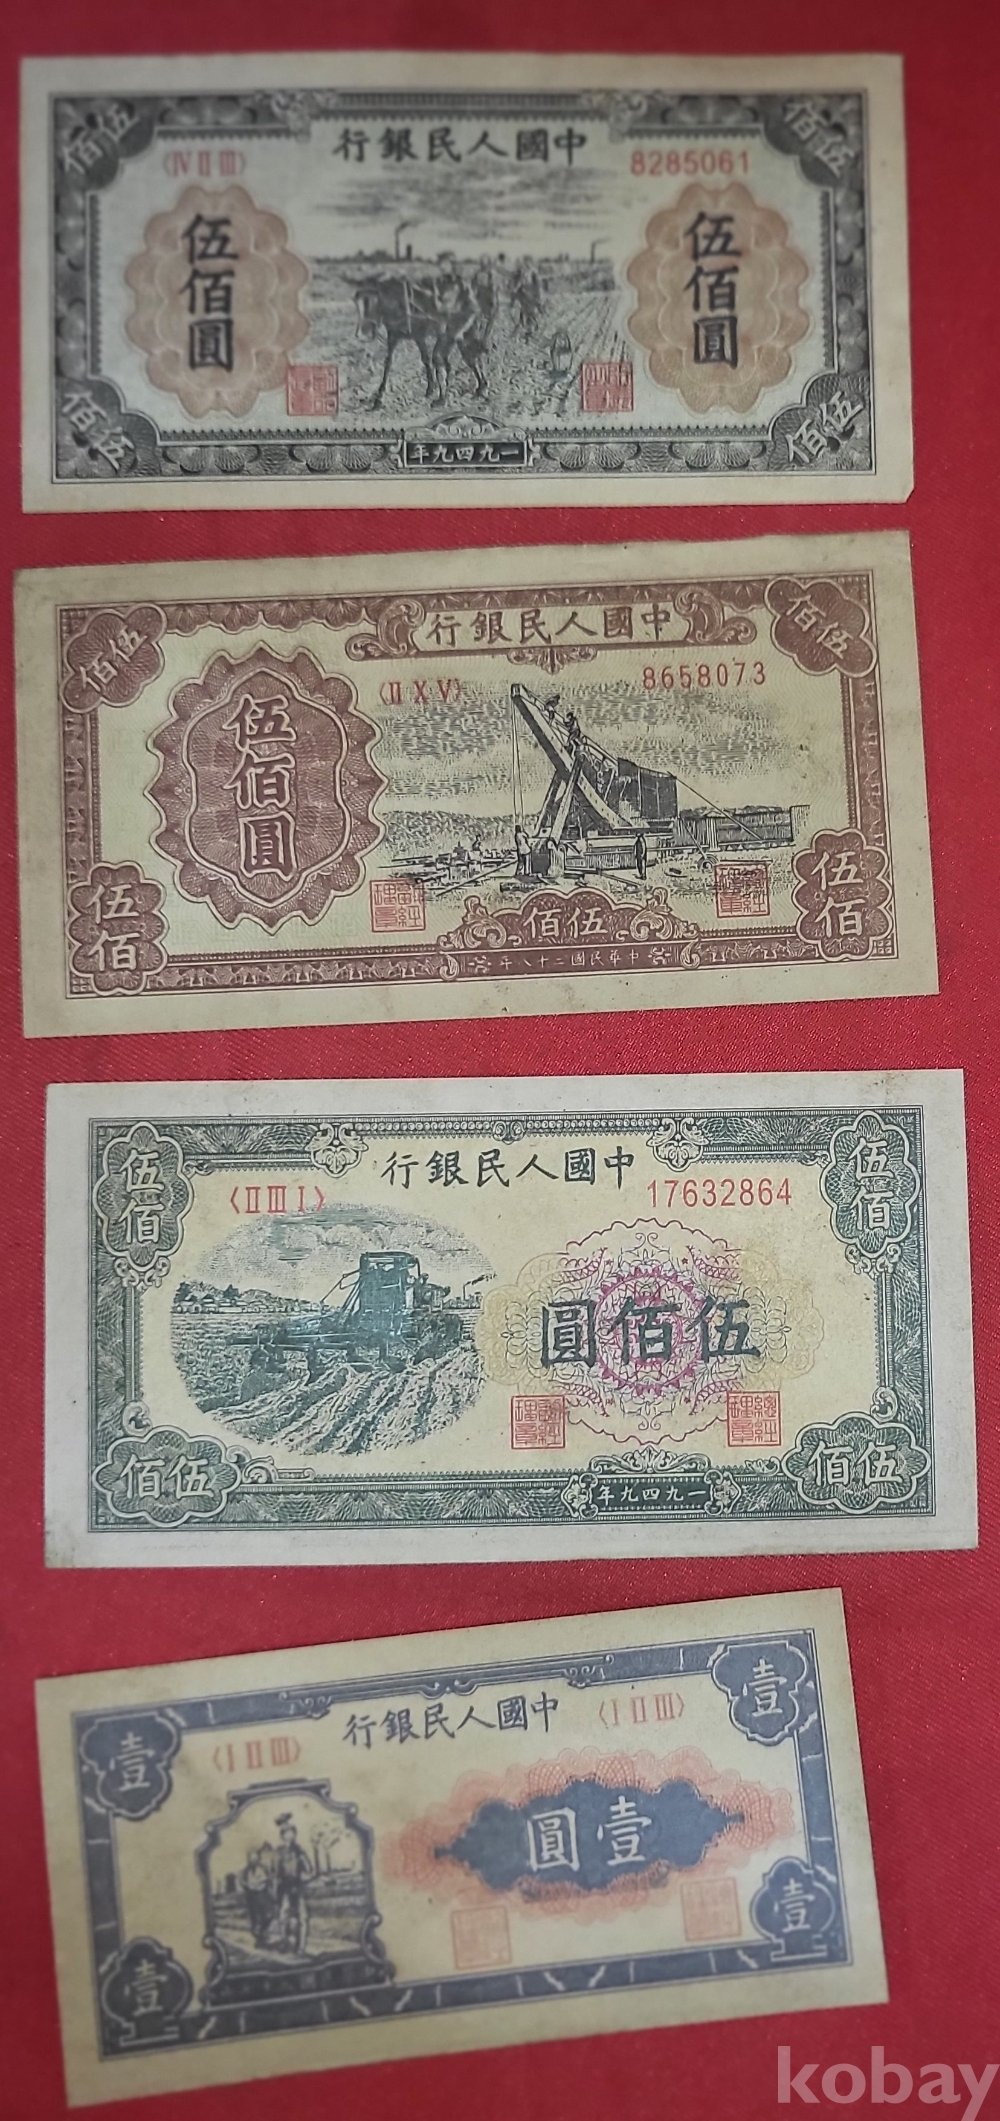 伍佰
行銀民人國中
伍佰
〈IV II III〉
8285061
伍佰圓
伍佰圓
伍佰
年九四九一
伍佰
佰伍
行銀民人國中
佰伍
〈II X V〉
8658073
伍佰圓
伍佰
佰伍
伍佰
年八十二國民華中
伍佰
行銀民人國中
伍佰
〈II III I〉
17632864
圓佰伍
佰伍
年九四九一
佰伍
壹
行銀民人國中
壹
〈I II III〉
〈I II III〉
圓壹
壹
壹
kobay